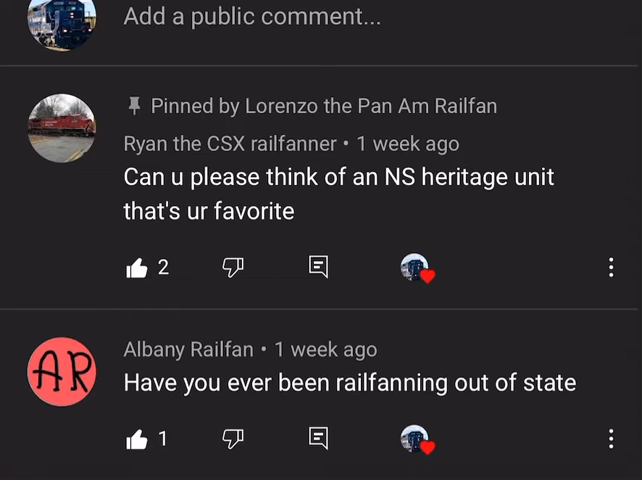 Add a public comment...
Pinned by Lorenzo the Pan Am Railfan
Ryan the CSX railfanner • 1 week ago
Can u please think of an NS heritage unit
that's ur favorite
2
AR
Albany Railfan • 1 week ago
Have you ever been railfanning out of state
1